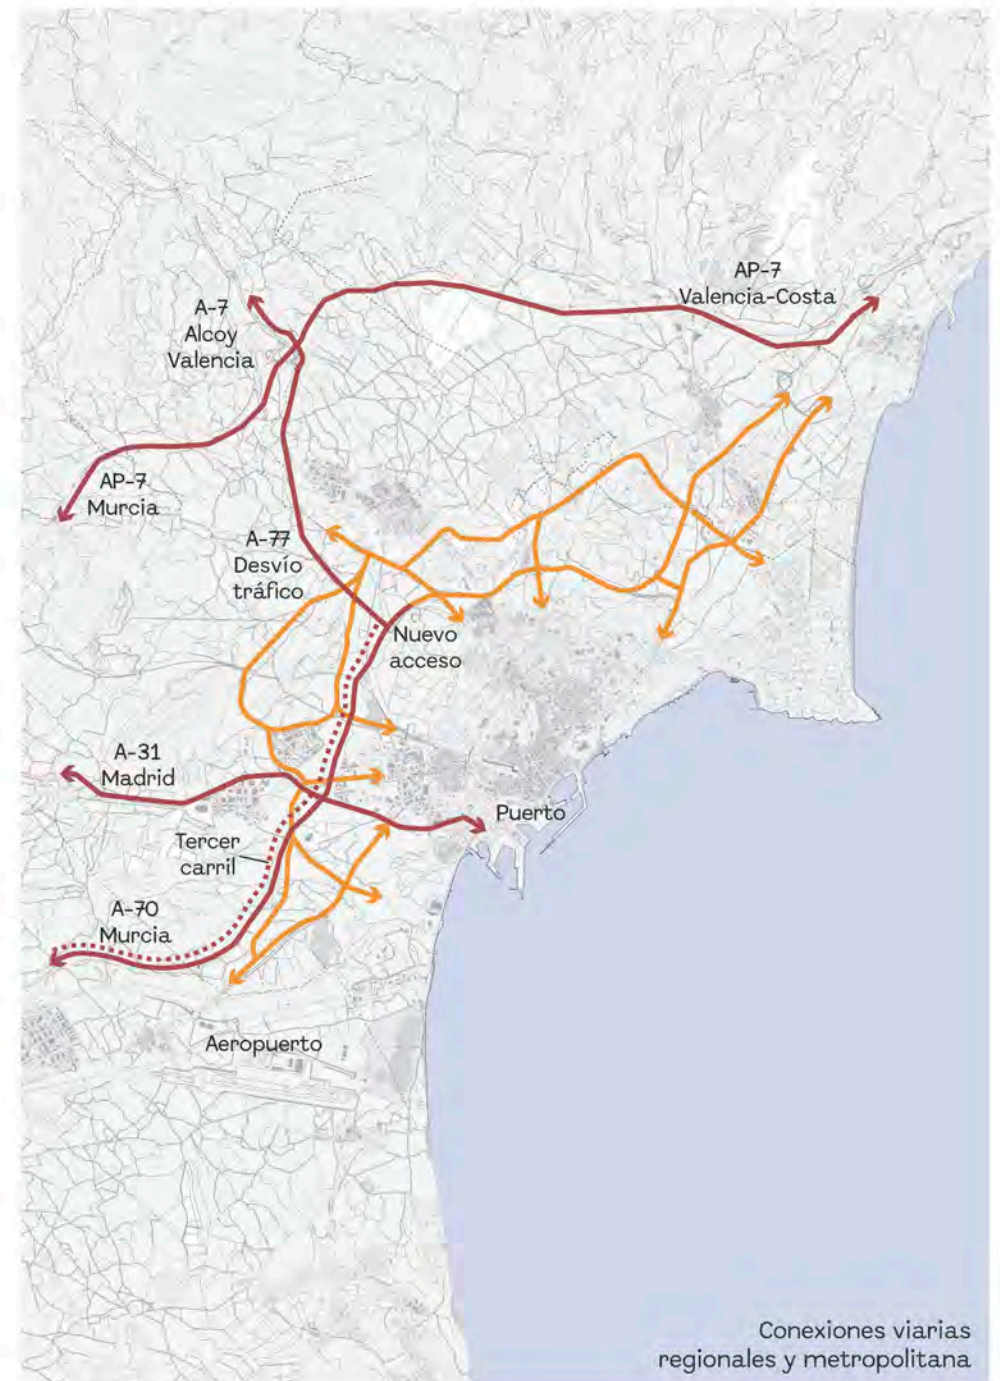 AP-7
Valencia-Costa
A-7
Alcoy
Valencia
AP-7
Murcia
A-77
Desvío
tráfico
Nuevo
acceso
A-31
Madrid
Puerto
Tercer
carril
A-70
Murcia
Aeropuerto
Conexiones viarias
regionales y metropolitana